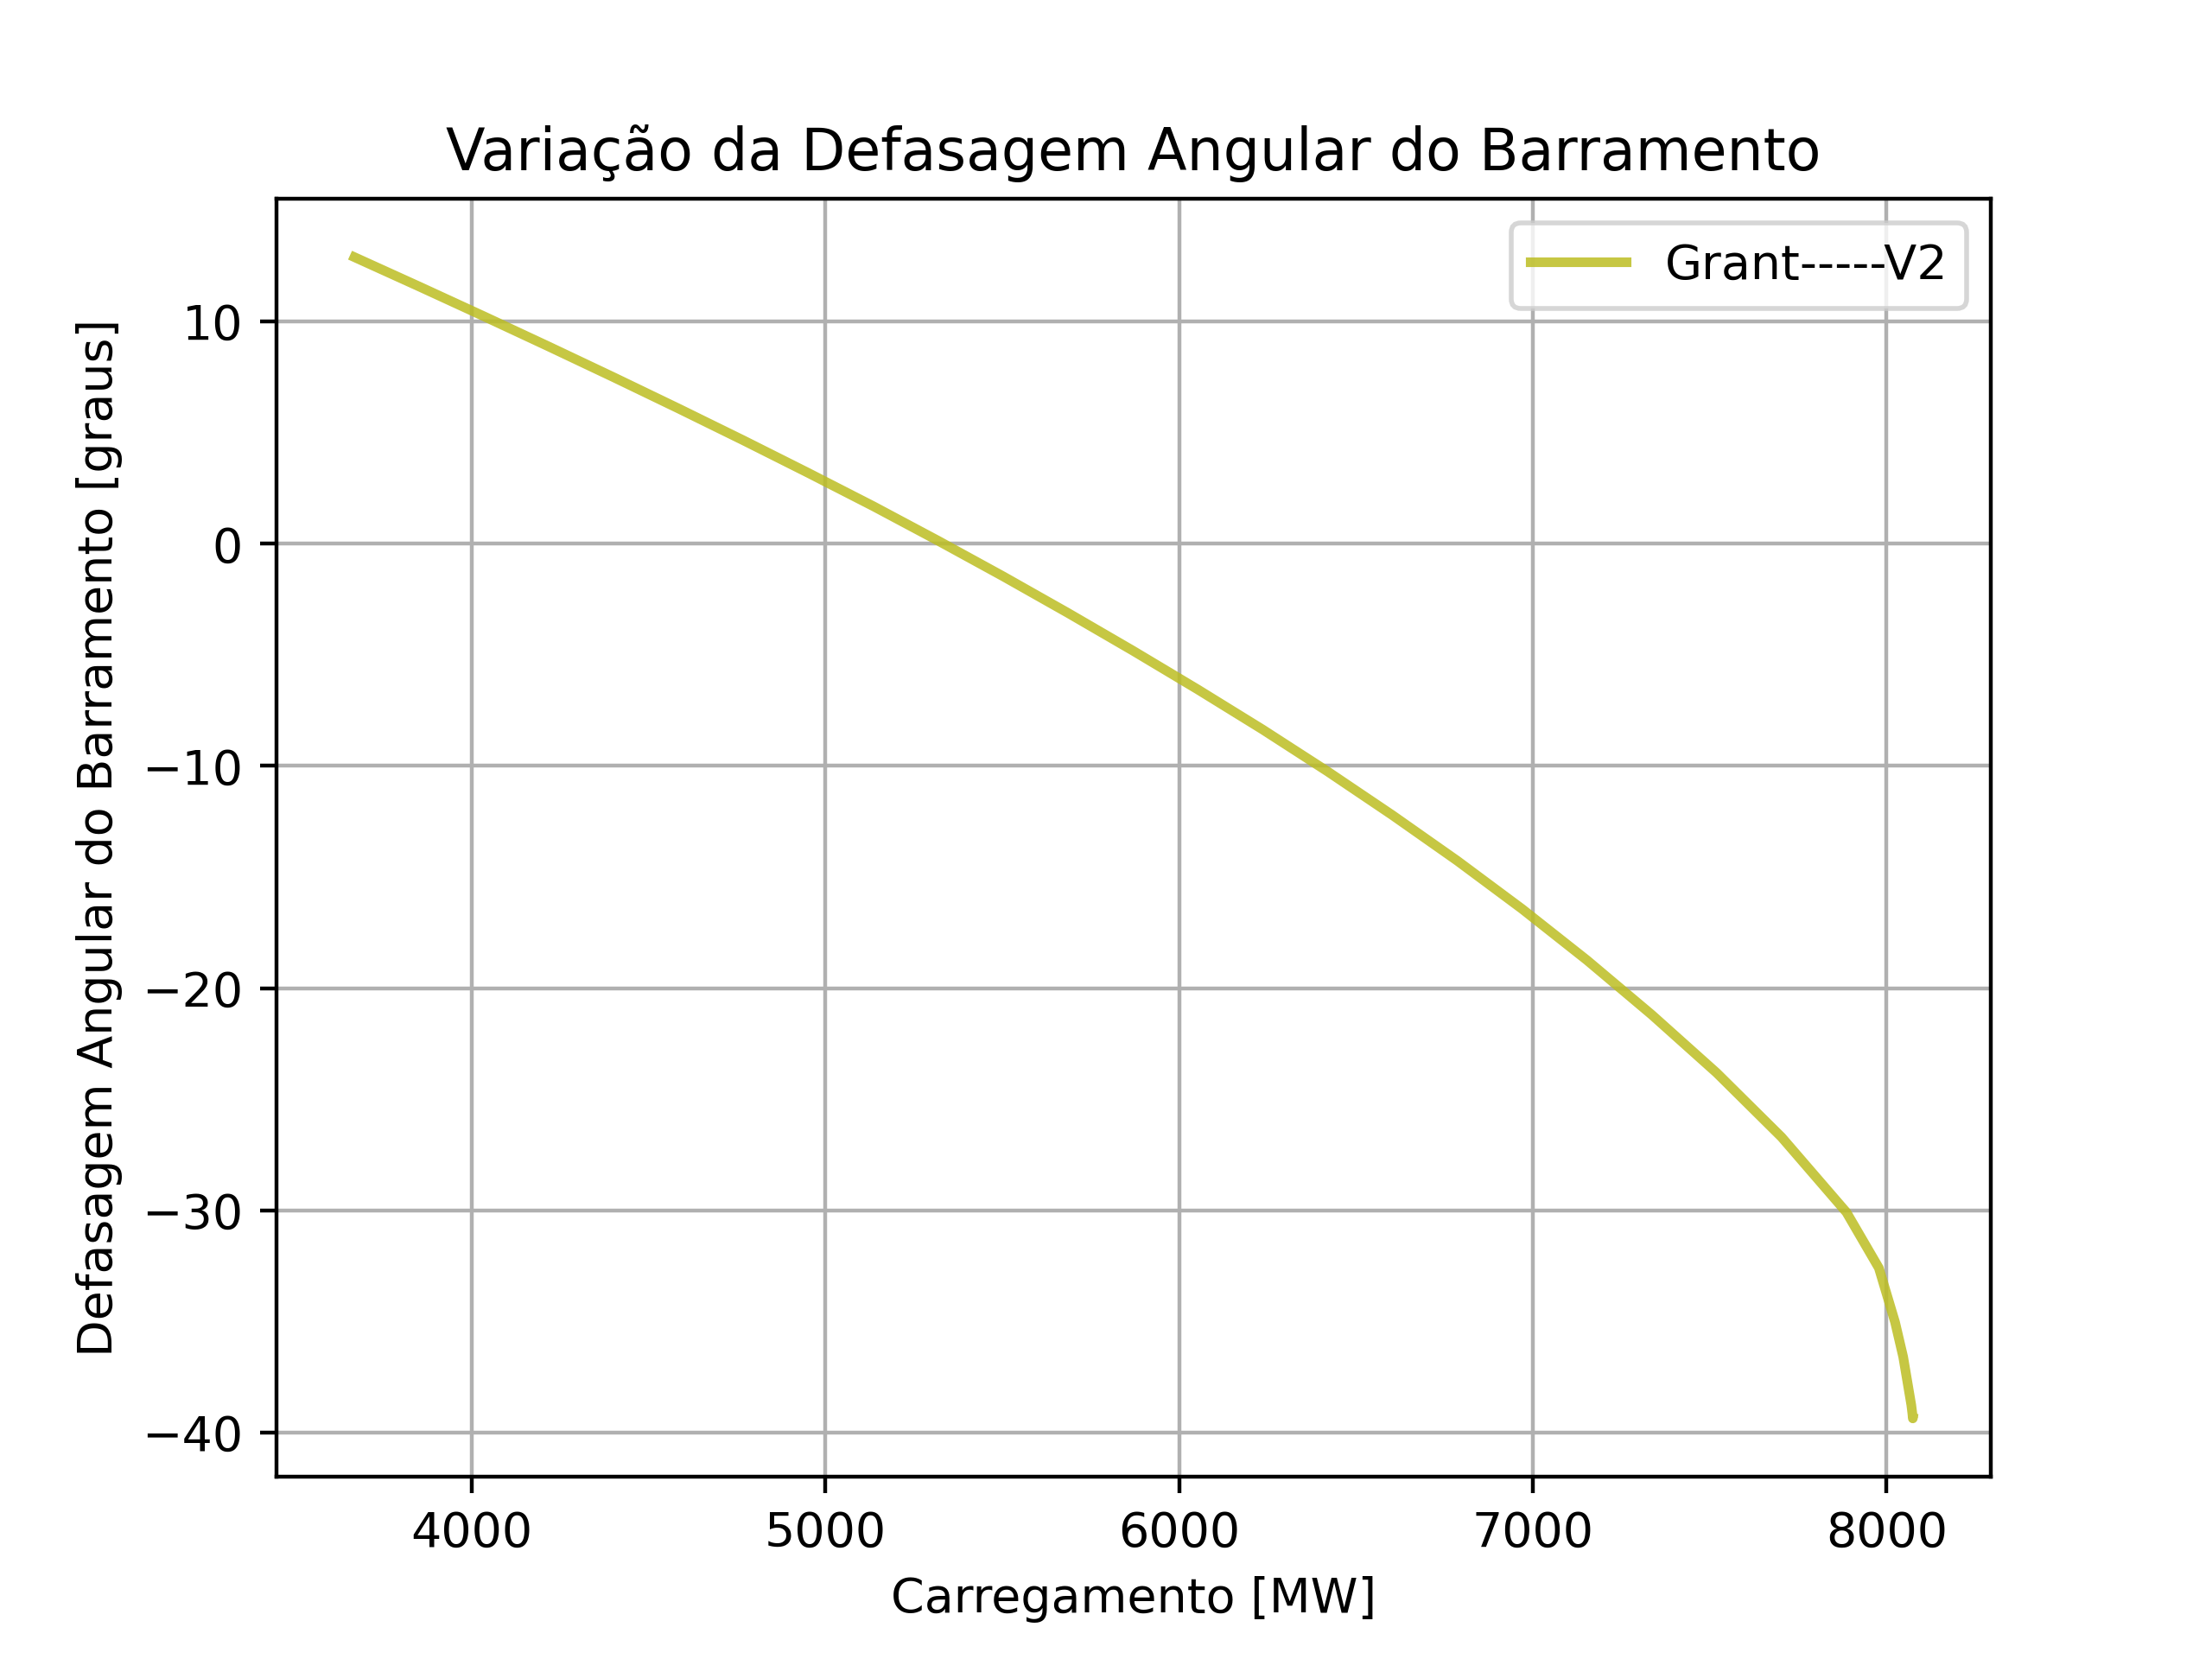 Variação da Defasagem Angular do Barramento
Grant-----V2
Defasagem Angular do Barramento [graus]
10
0
−10
−20
−30
−40
4000 5000 6000 7000 8000
Carregamento [MW]